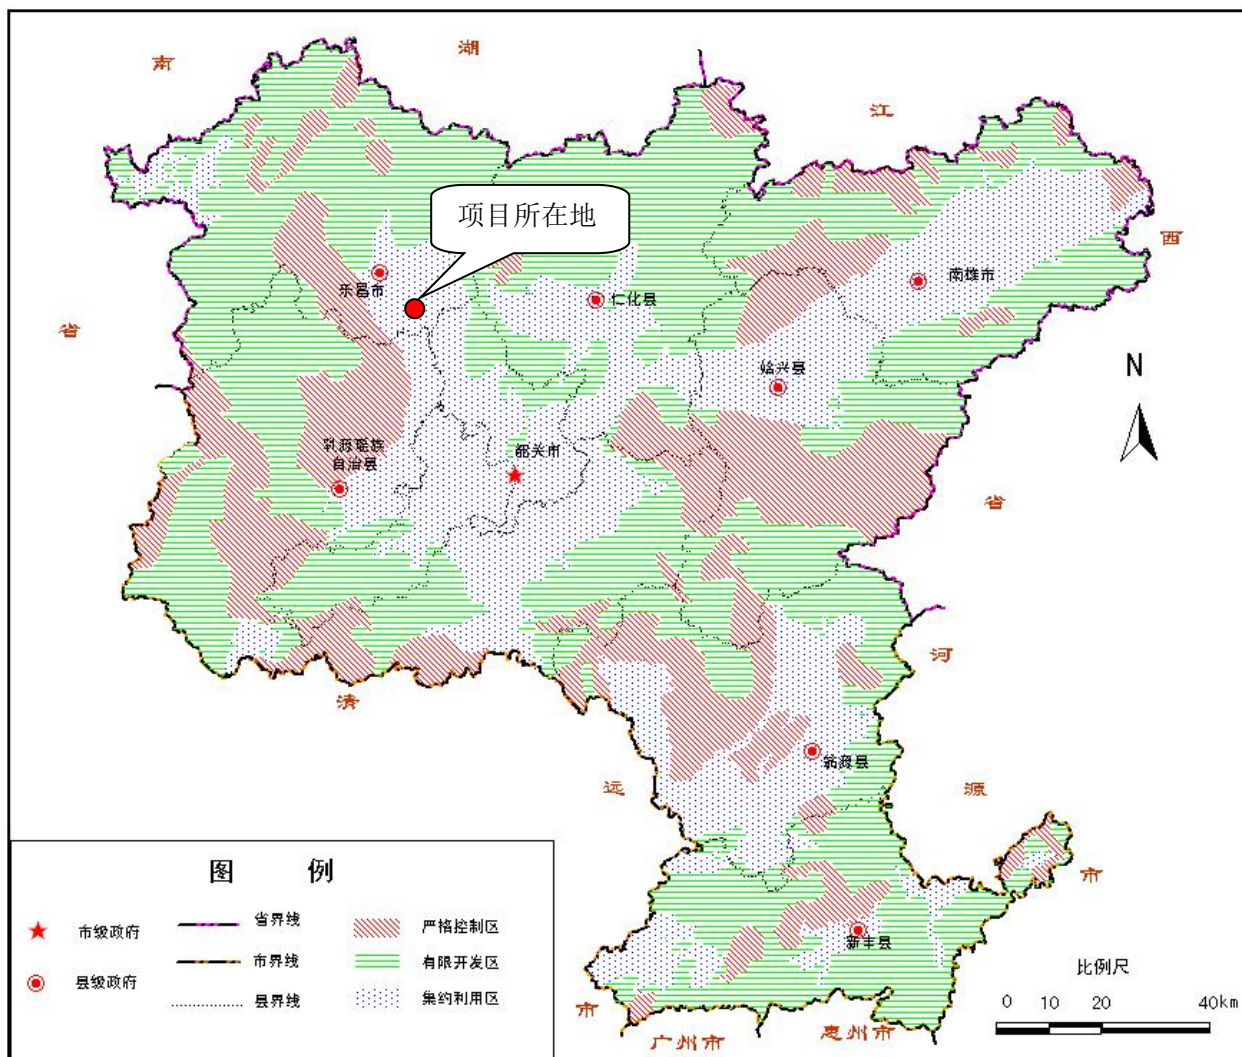 湖
南
江
西
省
项目所在地
乐昌市
仁化县
南雄市
始兴县
N
乳源瑶族
自治县
韶关市
省
河
清
远
翁源县
源
市
新丰县
市
广州市
惠州市
图 例
市级政府
县级政府
省界线
市界线
县界线
严格控制区
有限开发区
集约利用区
比例尺
0 10 20 40km